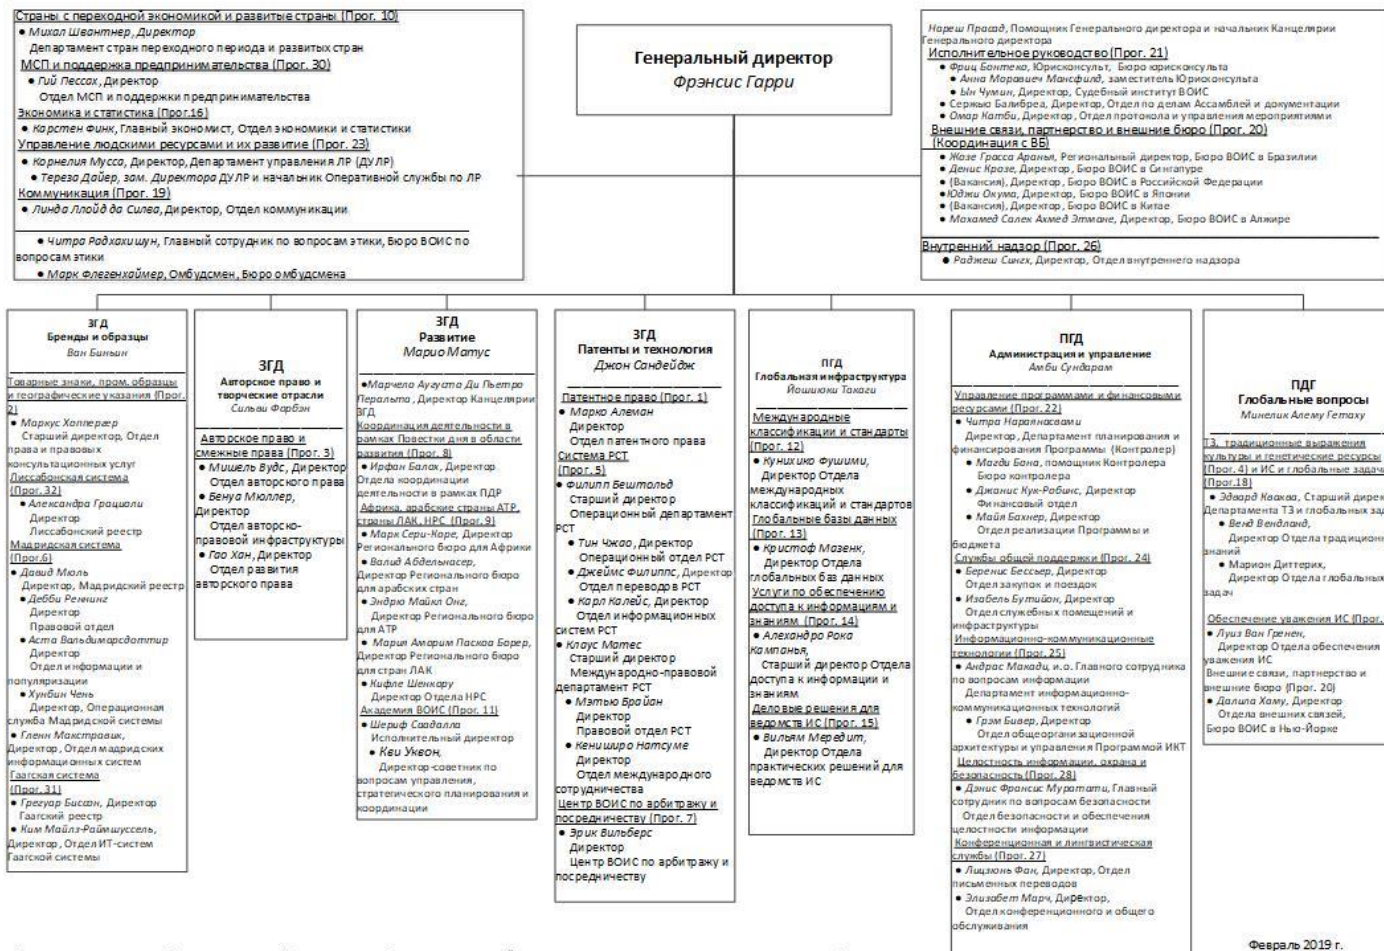 Страны с переходной экономикой и развитые страны (Прог. 10)
● Михал Швантнер, Директор
Департамент стран переходного периода и развитых стран
МСП и поддержка предпринимательства (Прог. 30)
● Гий Пессах, Директор
Отдел МСП и поддержки предпринимательства
Экономика и статистика (Прог.16)
● Карстен Финк, Главный экономист, Отдел экономики и статистики
Управление людскими ресурсами и их развитие (Прог. 23)
● Корнелия Мусса, Директор, Департамент управления ЛР (ДУЛР)
● Тереза Дайер, зам. Директора ДУЛР и начальник Оперативной службы по ЛР
Коммуникация (Прог. 19)
● Линда Ллойд да Силва, Директор, Отдел коммуникации
● Читра Радхакишун, Главный сотрудник по вопросам этики, Бюро ВОИС по
вопросам этики
● Марк Флегенхаймер, Омбудсмен, Бюро омбудсмена
Генеральный директор
Фрэнсис Гарри
Нареш Прасад, Помощник Генерального директора и начальник Канцелярии
Генерального директора
Исполнительное руководство (Прог. 21)
● Фриц Бонтеко, Юрисконсульт, Бюро юрисконсульта
● Анна Моравиеч Мансфилд, заместитель Юрисконсульта
● Ын Чумин, Директор, Судебный институт ВОИС
● Сержью Балибреа, Директор, Отдел по делам Ассамблей и документации
● Омар Катби, Директор, Отдел протокола и управления мероприятиями
Внешние связи, партнерство и внешние бюро (Прог. 20)
(Координация с ВБ)
● Жозе Грасса Аранья, Региональный директор, Бюро ВОИС в Бразилии
● Денис Крозе, Директор, Бюро ВОИС в Сингапуре
● (Вакансия), Директор, Бюро ВОИС в Российской Федерации
● Юджи Окума, Директор, Бюро ВОИС в Японии
● (Вакансия), Директор, Бюро ВОИС в Китае
● Мохамед Салек Ахмед Этмане, Директор, Бюро ВОИС в Алжире
Внутренний надзор (Прог. 26)
● Раджеш Сингх, Директор, Отдел внутреннего надзора
ЗГД
Бренды и образцы
Ван Биньин
Товарные знаки, пром. образцы
и географические указания (Прог.
2)
● Маркус Хоппергер
Старший директор, Отдел
права и правовых
консультационных услуг
Лиссабонская система
(Прог. 32)
● Александра Грациоли
Директор
Лиссабонский реестр
Мадридская система
(Прог.6)
● Давид Мюль
Директор, Мадридский реестр
● Дебби Реннинг
Директор
Правовой отдел
● Аста Вальдимарсдоттир
Директор
Отдел информации и
популяризации
● Хунбин Чень
Директор, Операционная
служба Мадридской системы
● Гленн Макстравик,
Директор, Отдел мадридских
информационных систем
Гаагская система
(Прог. 31)
● Грегуар Биссон, Директор
Гаагский реестр
● Ким Майлз-Раймшуссель,
Директор, Отдел ИТ-систем
Гаагской системы
ЗГД
Авторское право и
творческие отрасли
Сильви Форбэн
Авторское право и
смежные права (Прог. 3)
● Мишель Вудс, Директор
Отдел авторского права
● Бенуа Мюллер,
Директор
Отдел авторско-
правовой инфраструктуры
● Гао Хан, Директор
Отдел развития
авторского права
ЗГД
Развитие
Марио Матус
●Марчело Аугусто Ди Пьетро
Перальта, Директор Канцелярии
ЗГД
Координация деятельности в
рамках Повестки дня в области
развития (Прог. 8)
● Ирфан Балох, Директор
Отдела координации
деятельности в рамках ПДР
Африка, арабские страны АТР,
страны ЛАК, НРС (Прог. 9)
● Марк Сери-Коре, Директор
Регионального бюро для Африки
● Валид Абдельнасер,
Директор Регионального бюро
для арабских стран
● Эндрю Майкл Онг,
Директор Регионального бюро
для АТР
● Мария Аморим Паскоа Борер,
Директор Регионального бюро
для стран ЛАК
● Кифле Шенкору
Директор Отдела НРС
Академия ВОИС (Прог. 11)
● Шериф Саадалла
Исполнительный директор
● Кви Уквон,
Директор-советник по
вопросам управления,
стратегического планирования и
координации
ЗГД
Патенты и технология
Джон Сандейдж
Патентное право (Прог. 1)
● Марко Алеман
Директор
Отдел патентного права
Система РСТ
(Прог. 5)
● Филипп Бештольд
Старший директор
Операционный департамент
РСТ
● Тин Чжао, Директор
Операционный отдел РСТ
● Джеймс Филиппс, Директор
Отдел переводов РСТ
● Карл Калейс, Директор
Отдел информационных
систем РСТ
● Клаус Матес
Старший директор
Международно-правовой
департамент РСТ
● Мэтью Брайан
Директор
Правовой отдел РСТ
● Кенширо Натсуме
Директор
Отдел международного
сотрудничества
Центр ВОИС по арбитражу и
посредничеству (Прог. 7)
● Эрик Вильберс
Директор
Центр ВОИС по арбитражу и
посредничеству
ПГД
Глобальная инфраструктура
Йошиюки Такаги
Международные
классификации и стандарты
(Прог. 12)
● Кунихико Фушими,
Директор Отдела
международных
классификаций и стандартов
Глобальные базы данных
(Прог. 13)
● Кристоф Мазенк,
Директор Отдела
глобальных баз данных
Услуги по обеспечению
доступа к информациям и
знаниям (Прог. 14)
● Алехандро Рока
Кампанья,
Старший директор Отдела
доступа к информации и
знаниям
Деловые решения для
ведомств ИС (Прог. 15)
● Вильям Мередит,
Директор Отдела
практических решений для
ведомств ИС
ПГД
Администрация и управление
Амби Сундарам
Управление программами и финансовыми
ресурсами (Прог. 22)
● Читра Нараянасвами
Директор, Департамент планирования и
финансирования Программы (Контролер)
● Магди Бона, помощник Контролера
Бюро контролера
● Джанис Кук-Робинс, Директор
Финансовый отдел
● Майя Бахнер, Директор
Отдел реализации Программы и
бюджета
Службы общей поддержки (Прог. 24)
● Беренис Бессьер, Директор
Отдел закупок и поездок
● Изабель Бутийон, Директор
Отдел служебных помещений и
инфраструктуры
Информационно-коммуникационные
технологии (Прог. 25)
● Андрас Макади, и.о. Главного сотрудника
по вопросам информации
Департамент информационно-
коммуникационных технологий
● Грэм Бивер, Директор
Отдел общеорганизационной
архитектуры и управления Программой ИКТ
Целостность информации, охрана и
безопасность (Прог. 28)
● Дэнис Франсис Муратати, Главный
сотрудник по вопросам безопасности
Отдел безопасности и обеспечения
целостности информации
Конференционная и лингвистическая
службы (Прог. 27)
● Лицзюнь Фан, Директор, Отдел
письменных переводов
● Элизабет Марч, Директор,
Отдел конференционного и общего
обслуживания
ПДГ
Глобальные вопросы
Минелик Алему Гетаху
ТЗ, традиционные выражения
культуры и генетические ресурсы
(Прог. 4) и ИС и глобальные задачи
(Прог.18)
● Эдвард Кваква, Старший дирек
Департамента ТЗ и глобальных зад
● Венд Вендланд,
Директор Отдела традиционн
знаний
● Марион Диттерих,
Директор Отдела глобальных
задач
Обеспечение уважения ИС (Прог.
● Луиз Ван Гренен,
Директор Отдела обеспечения
уважения ИС
Внешние связи, партнерство и
внешние бюро (Прог. 20)
● Далила Хаму, Директор
Отдела внешних связей,
Бюро ВОИС в Нью-Йорке
Февраль 2019 г.